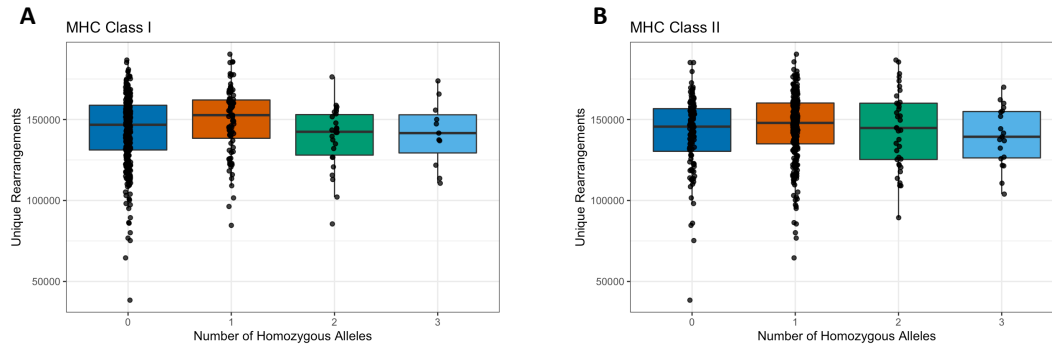 A
MHC Class I
Unique Rearrangements
150000
100000
50000
0 1 2 3
Number of Homozygous Alleles
B
MHC Class II
Unique Rearrangements
150000
100000
50000
0 1 2 3
Number of Homozygous Alleles